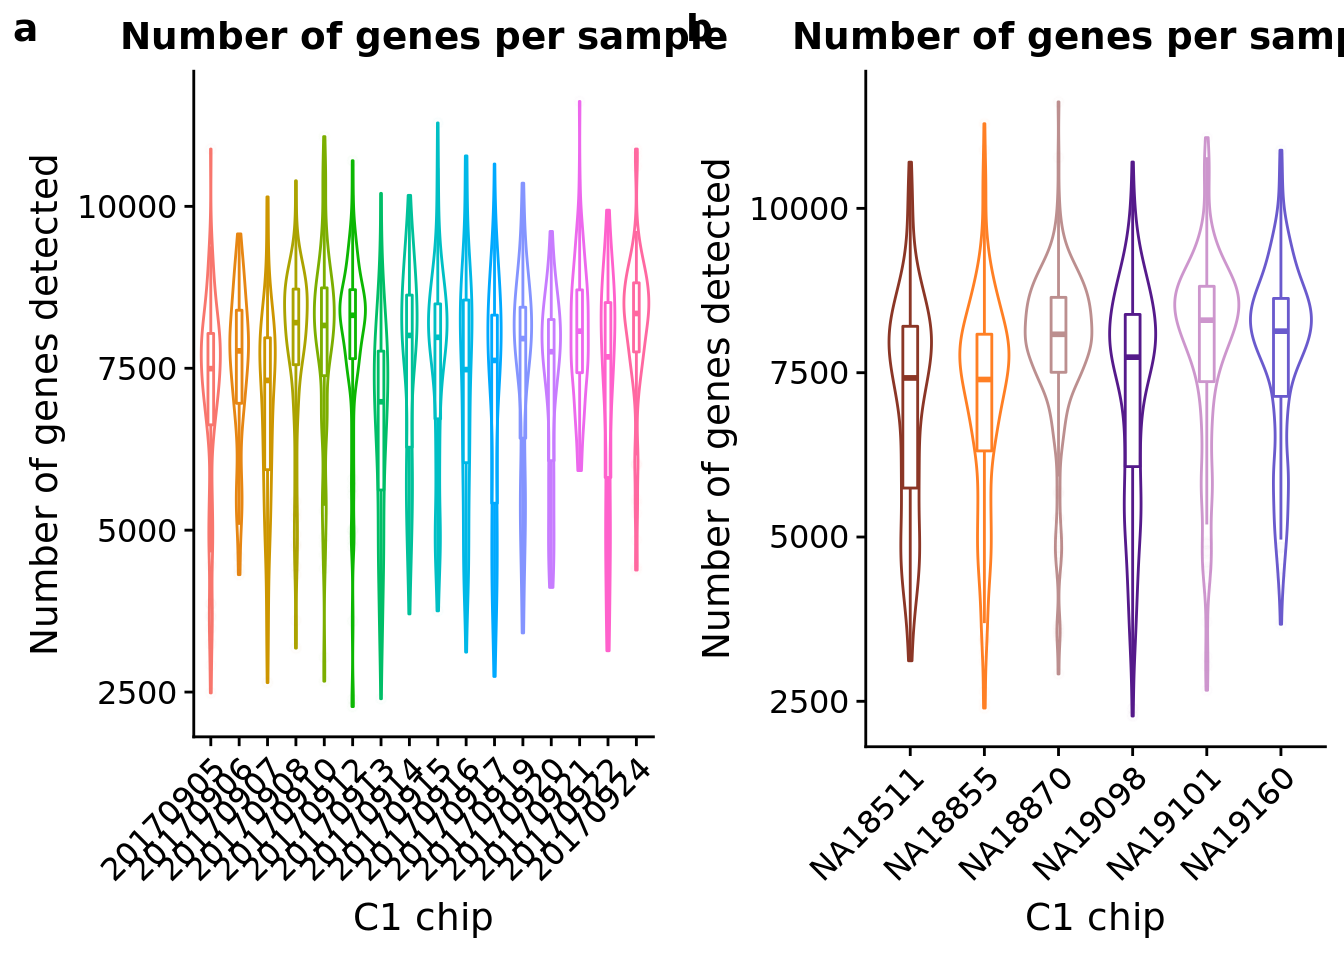 a
Number of genes per sample
Number of genes detected
10000
7500
5000
2500
20170905
20170906
20170907
20170908
20170910
20170912
20170913
20170914
20170915
20170916
20170917
20170919
20170920
20170921
20170922
20170924
C1 chip
b
Number of genes per samp
Number of genes detected
10000
7500
5000
2500
NA18511
NA18855
NA18870
NA19098
NA19101
NA19160
C1 chip